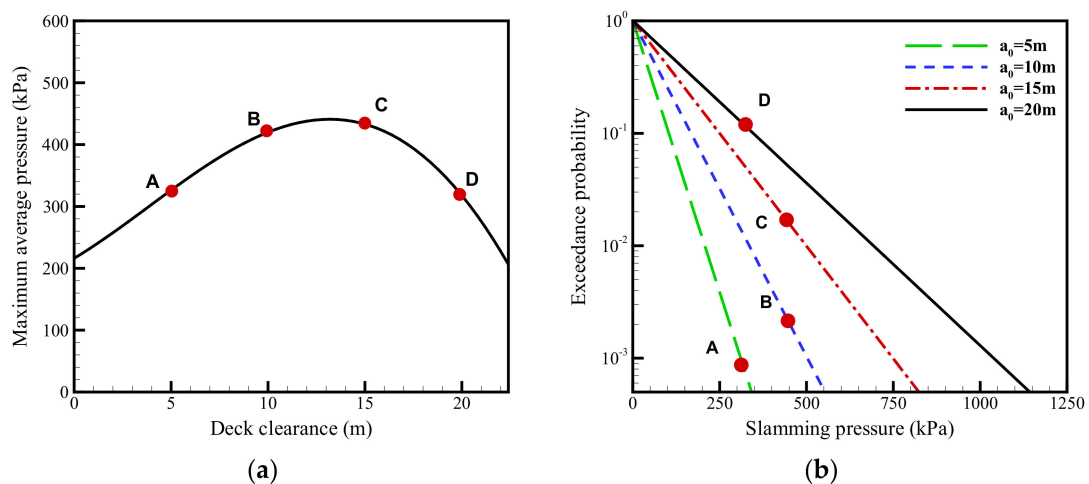 600
500
400
300
200
100
0
Maximum average pressure (kPa)
A
B
C
D
0 5 10 15 20
Deck clearance (m)
(a)
10⁰
10⁻¹
10⁻²
10⁻³
Exceedance probability
a₀=5m
a₀=10m
a₀=15m
a₀=20m
D
C
B
A
0 250 500 750 1000 1250
Slamming pressure (kPa)
(b)